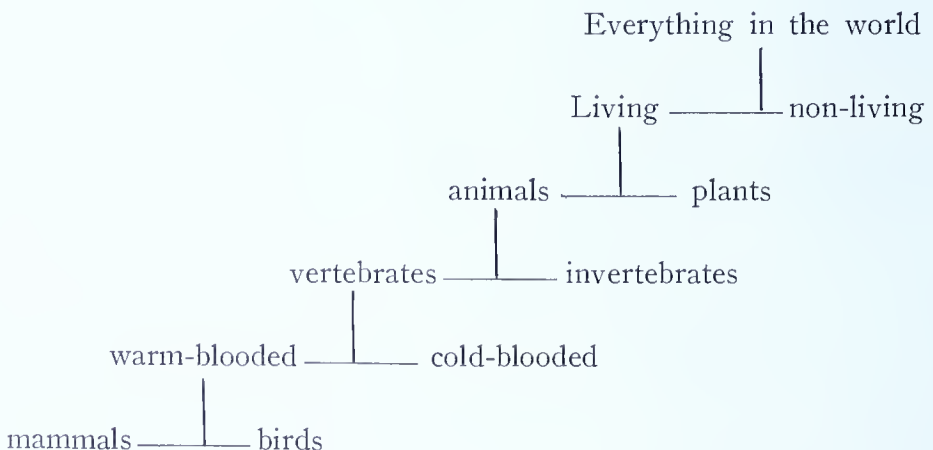 Everything in the world
Living non-living
animals plants
vertebrates invertebrates
warm-blooded cold-blooded
mammals birds